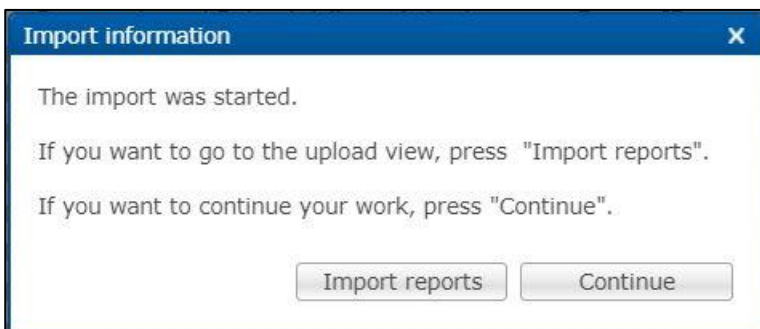 Import information X
The import was started.
If you want to go to the upload view, press "Import reports".
If you want to continue your work, press "Continue".
Import reports Continue